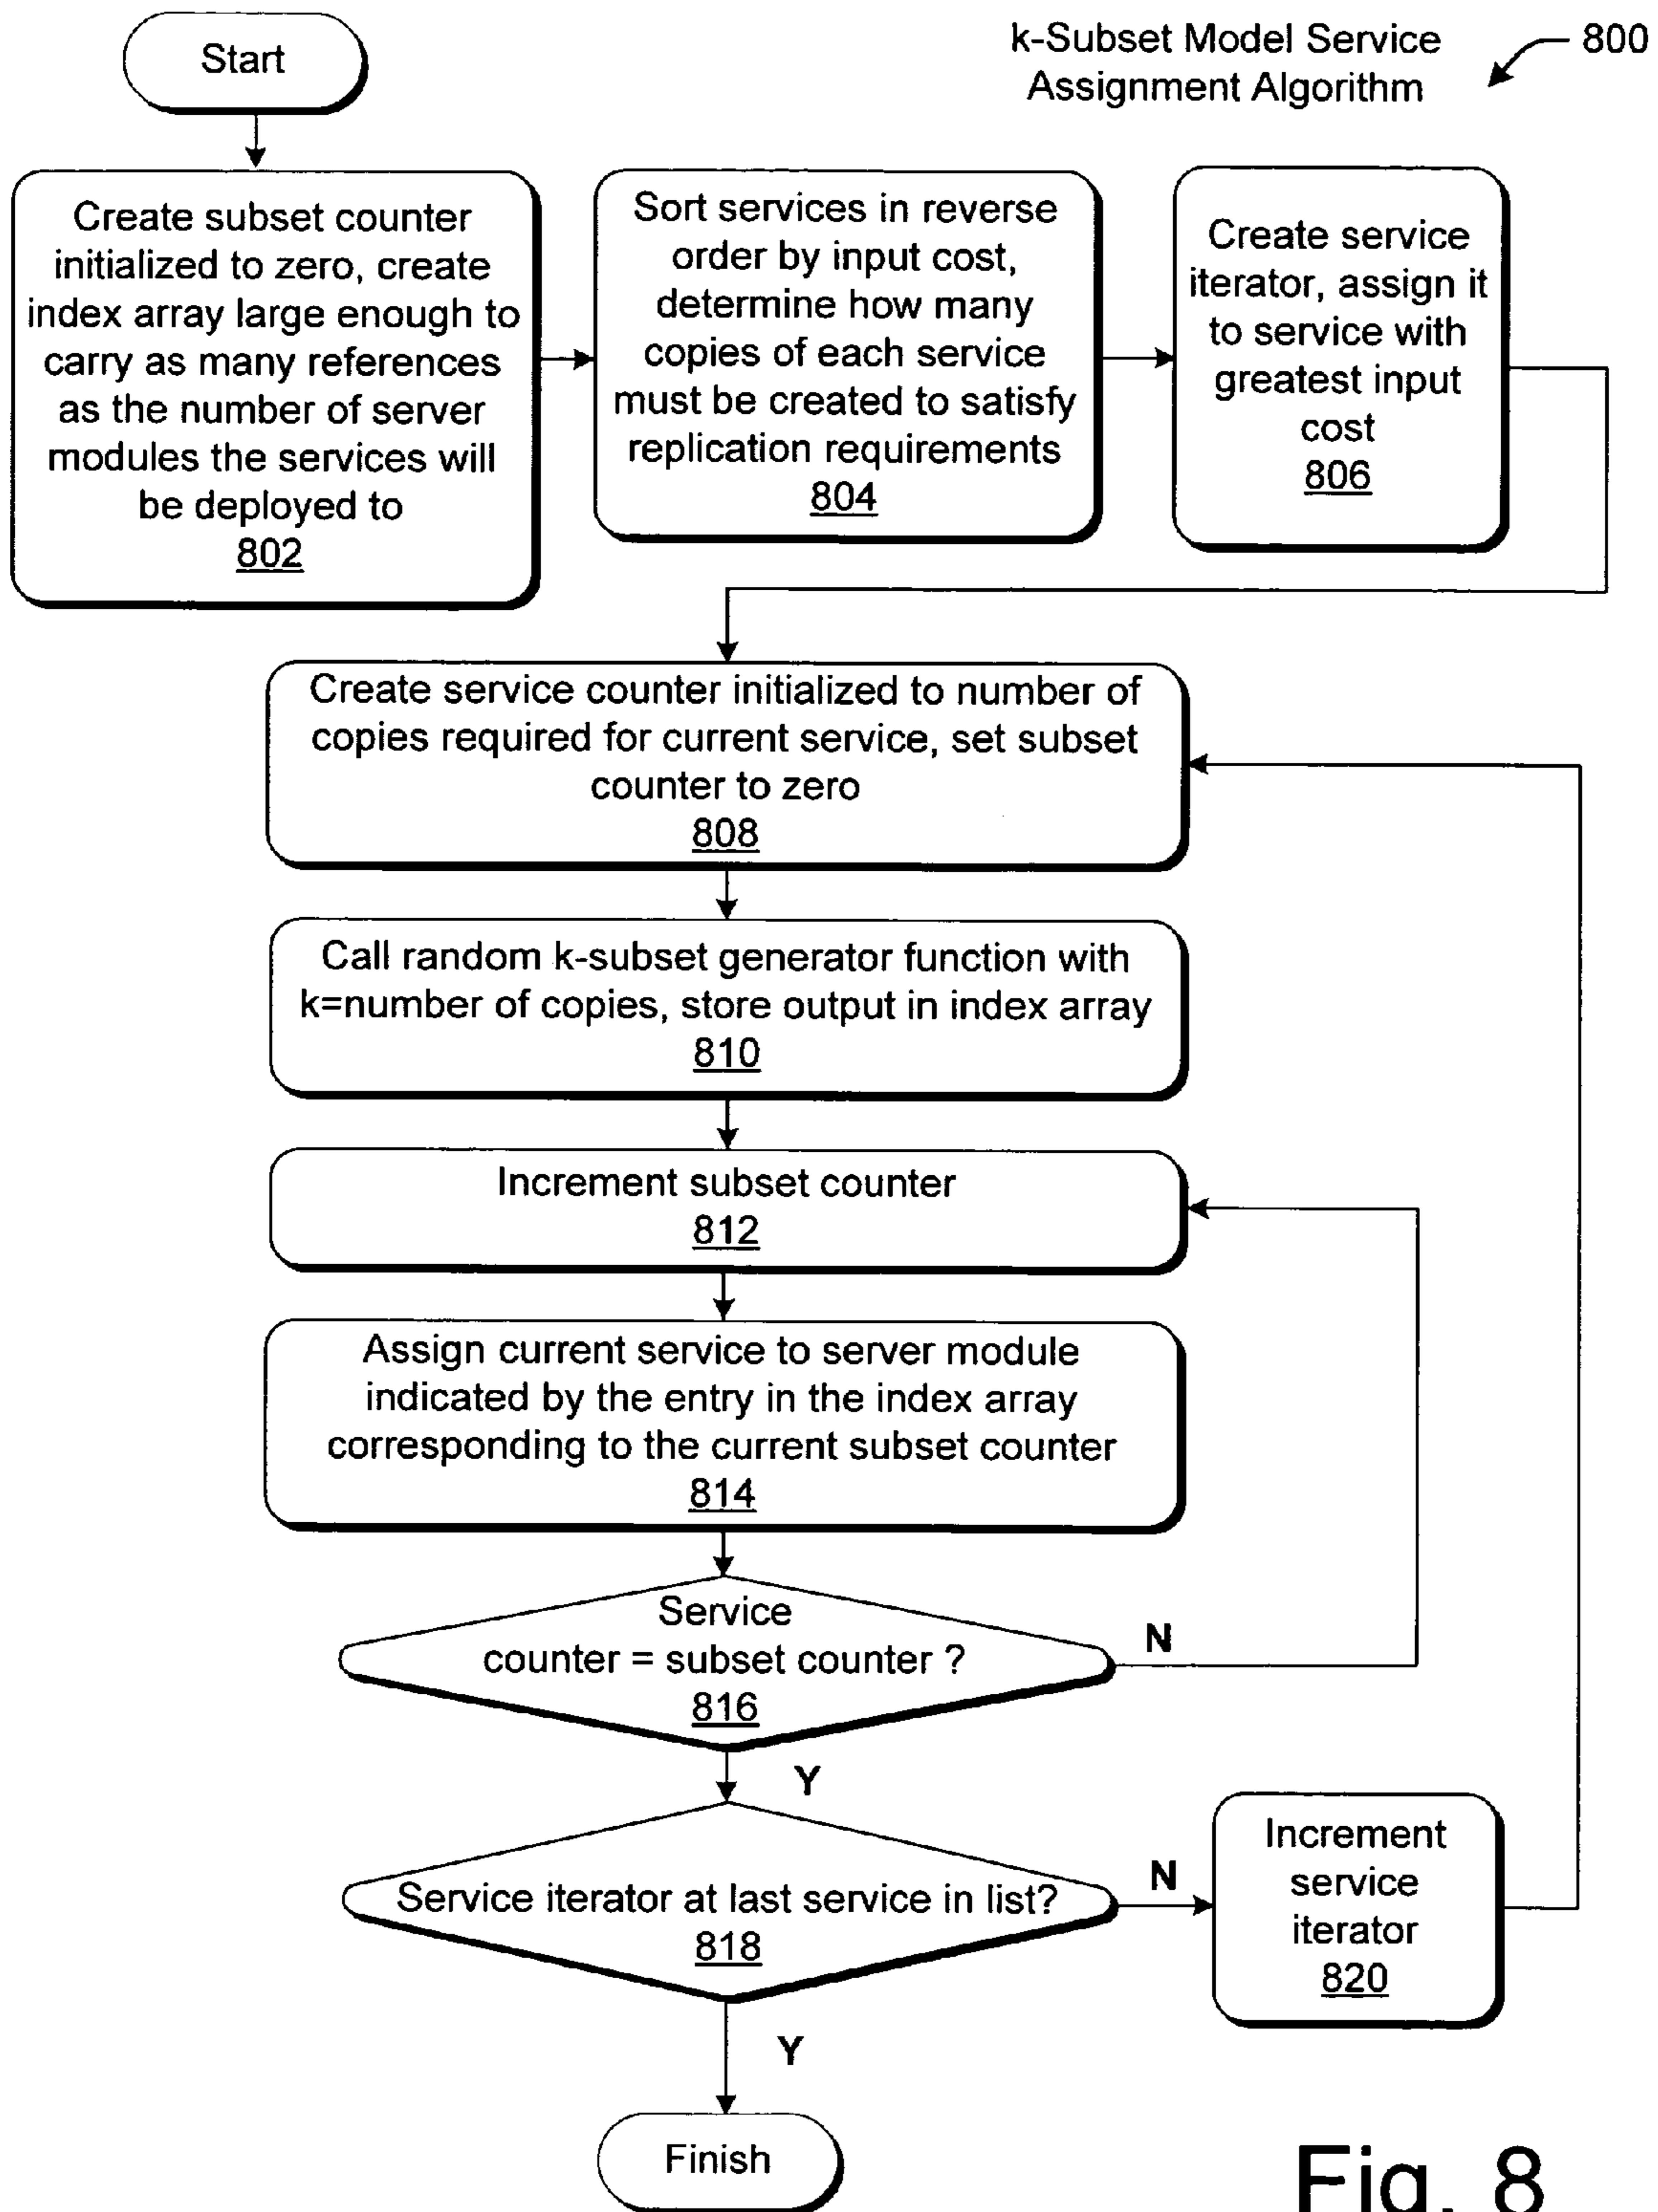 Start
k-Subset Model Service
Assignment Algorithm
800
Create subset counter
initialized to zero, create
index array large enough to
carry as many references
as the number of server
modules the services will
be deployed to
802
Sort services in reverse
order by input cost,
determine how many
copies of each service
must be created to satisfy
replication requirements
804
Create service
iterator, assign it
to service with
greatest input
cost
806
Create service counter initialized to number of
copies required for current service, set subset
counter to zero
808
Call random k-subset generator function with
k=number of copies, store output in index array
810
Increment subset counter
812
Assign current service to server module
indicated by the entry in the index array
corresponding to the current subset counter
814
Service
counter = subset counter ?
816
N
Y
Service iterator at last service in list?
818
N
Increment
service
iterator
820
Y
Finish
Fig. 8